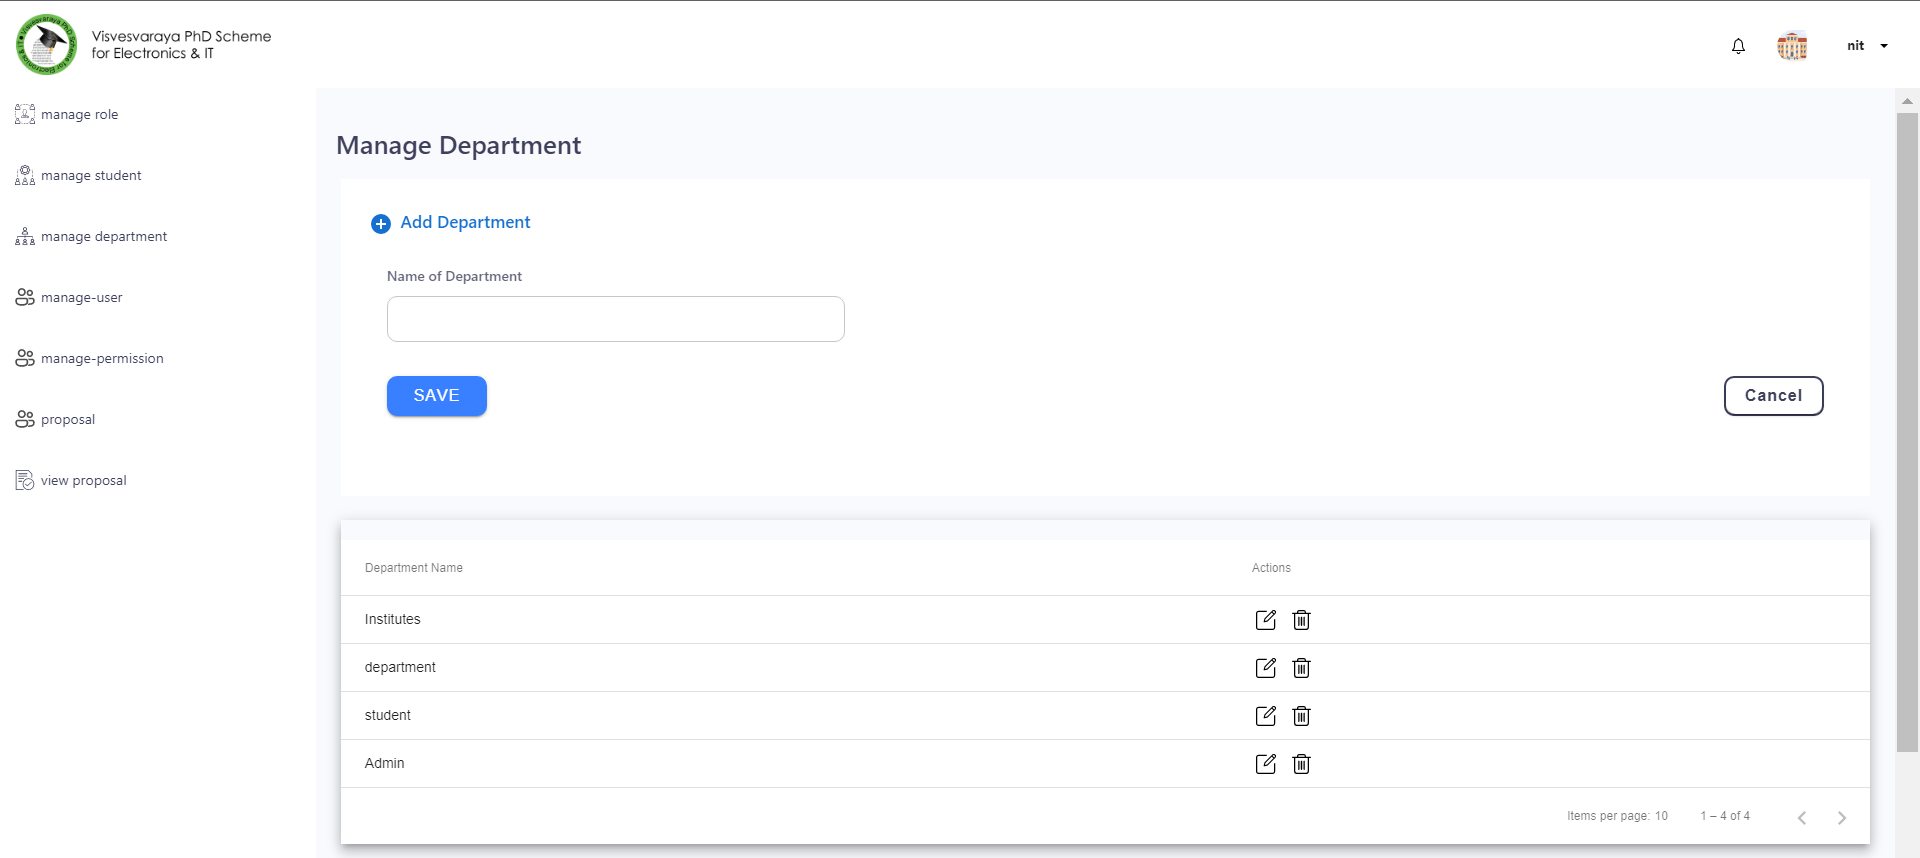 Visvesvaraya PhD Scheme
for Electronics & IT
nit
manage role
manage student
manage department
manage-user
manage-permission
proposal
view proposal
Manage Department
Add Department
Name of Department
SAVE
Cancel
Department Name
Actions
Institutes
department
student
Admin
Items per page: 10
1 – 4 of 4